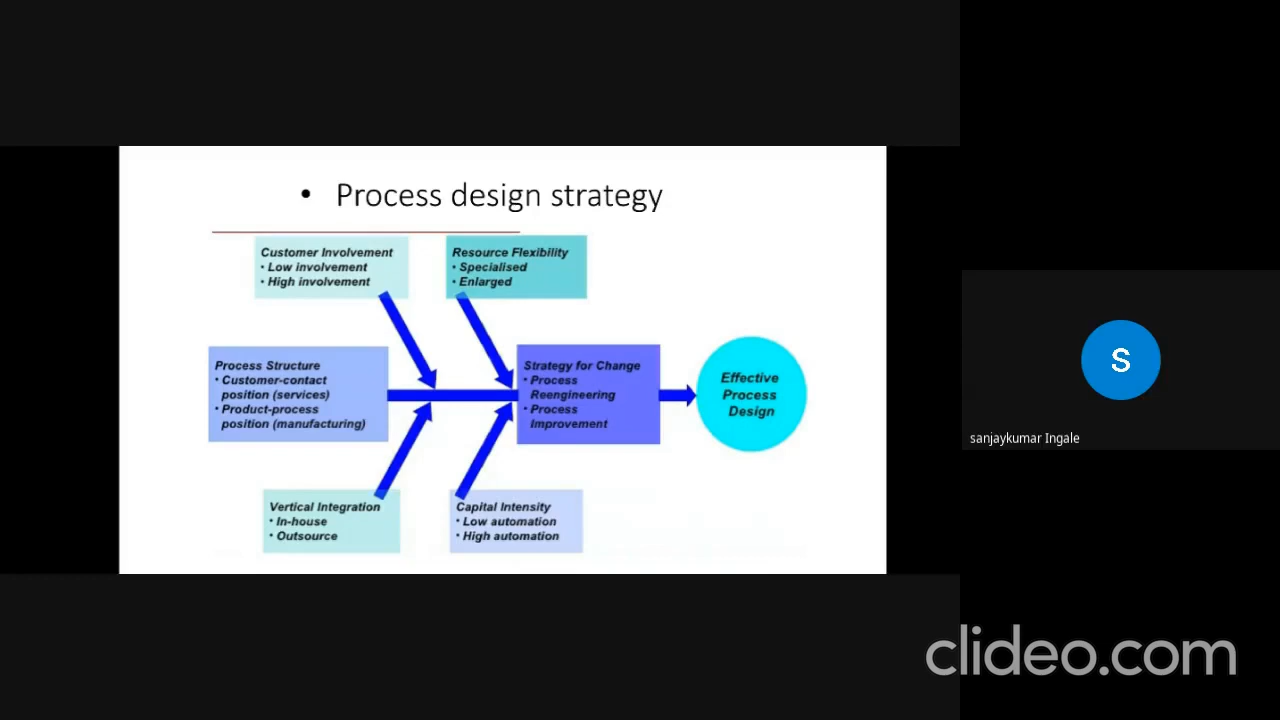 • Process design strategy
Customer Involvement
• Low involvement
• High involvement
Resource Flexibility
• Specialised
• Enlarged
Process Structure
• Customer-contact
position (services)
• Product-process
position (manufacturing)
Strategy for Change
• Process
Reengineering
• Process
Improvement
Effective
Process
Design
Vertical Integration
• In-house
• Outsource
Capital Intensity
• Low automation
• High automation
S
sanjaykumar Ingale
clideo.com